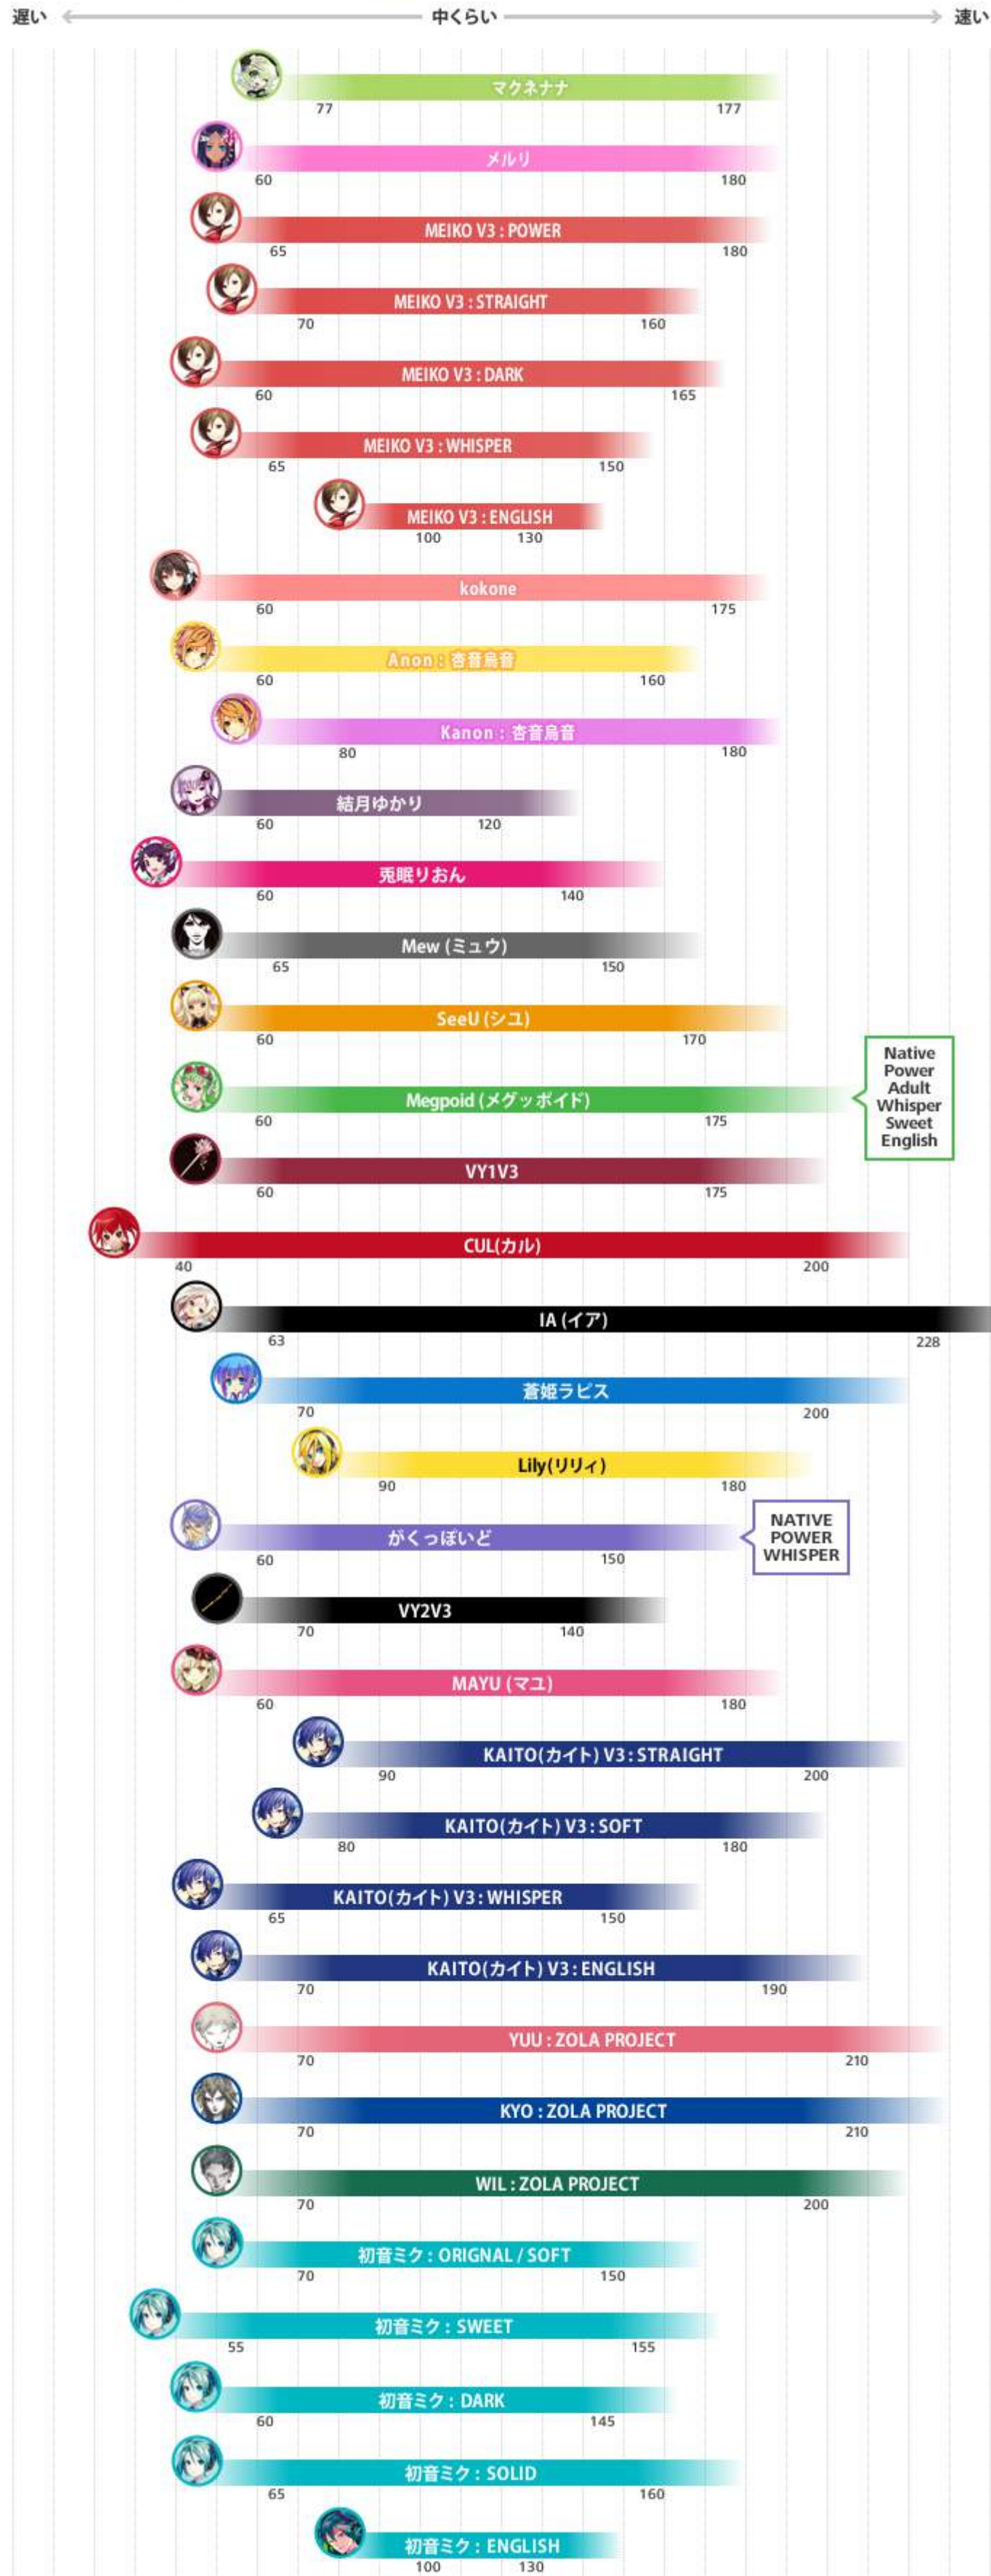 遅い 中くらい 速い
マクネナナ
77 177
メルリ
60 180
MEIKO V3 : POWER
65 180
MEIKO V3 : STRAIGHT
70 160
MEIKO V3 : DARK
60 165
MEIKO V3 : WHISPER
65 150
MEIKO V3 : ENGLISH
100 130
kokone
60 175
Anon : 杏音鳥音
60 160
Kanon : 杏音鳥音
80 180
結月ゆかり
60 120
兎眠りおん
60 140
Mew (ミュウ)
65 150
SeeU (シユ)
60 170
Native
Power
Adult
Whisper
Sweet
English
Megpoid (メグッポイド)
60 175
VY1V3
60 175
CUL(カル)
40 200
IA (イア)
63 228
蒼姫ラピス
70 200
Lily(リリィ)
90 180
NATIVE
POWER
WHISPER
がくっぽいど
60 150
VY2V3
70 140
MAYU (マユ)
60 180
KAITO(カイト) V3 : STRAIGHT
90 200
KAITO(カイト) V3 : SOFT
80 180
KAITO(カイト) V3 : WHISPER
65 150
KAITO(カイト) V3 : ENGLISH
70 190
YUU : ZOLA PROJECT
70 210
KYO : ZOLA PROJECT
70 210
WIL : ZOLA PROJECT
70 200
初音ミク : ORIGNAL / SOFT
70 150
初音ミク : SWEET
55 155
初音ミク : DARK
60 145
初音ミク : SOLID
65 160
初音ミク : ENGLISH
100 130